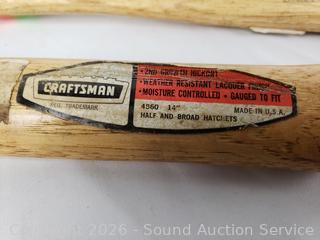 • 2ND GROWTH HICKORY
• WEATHER RESISTANT LACQUER FINISH
• MOISTURE CONTROLLED • GAUGED TO FIT
CRAFTSMAN
REG. TRADEMARK
4360 14"
MADE IN U.S.A.
HALF AND BROAD HATCHETS
Copyright 2026 - Sound Auction Service